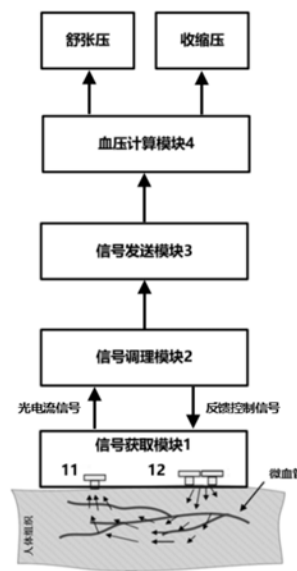 舒张压 收缩压
血压计算模块4
信号发送模块3
信号调理模块2
光电流信号 反馈控制信号
信号获取模块1
11 12
微血管
人体组织